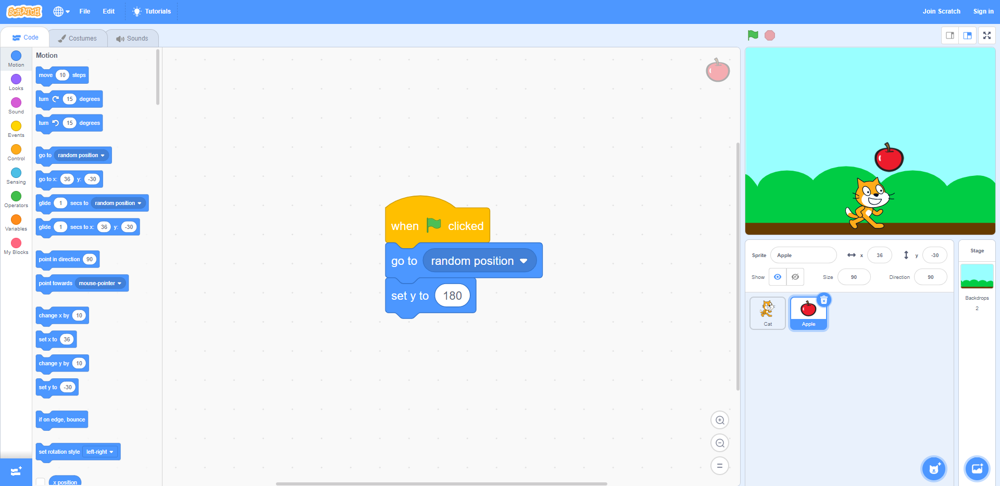 SCRATCH
File
Edit
Tutorials
Join Scratch
Sign in
Code
Costumes
Sounds
Motion
Looks
Sound
Events
Control
Sensing
Operators
Variables
My Blocks
Motion
move 10 steps
turn 15 degrees
turn 15 degrees
go to random position
go to x: 36 y: -30
glide 1 secs to random position
glide 1 secs to x: 36 y: -30
point in direction 90
point towards mouse-pointer
change x by 10
set x to 36
change y by 10
set y to -30
if on edge, bounce
set rotation style left-right
x position
when clicked
go to random position
set y to 180
Sprite Apple x 36 y -30
Show Size 90 Direction 90
Cat
Apple
Stage
Backdrops
2